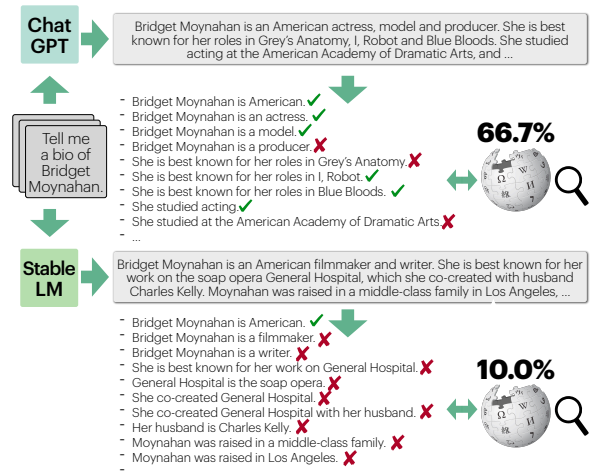 Chat
GPT
Bridget Moynahan is an American actress, model and producer. She is best
known for her roles in Grey's Anatomy, I, Robot and Blue Bloods. She studied
acting at the American Academy of Dramatic Arts, and ...
Tell me
a bio of
Bridget
Moynahan.
- Bridget Moynahan is American. ✓
- Bridget Moynahan is an actress. ✓
- Bridget Moynahan is a model. ✓
- Bridget Moynahan is a producer. ✗
- She is best known for her roles in Grey's Anatomy. ✗
- She is best known for her roles in I, Robot. ✓
- She is best known for her roles in Blue Bloods. ✓
- She studied acting. ✓
- She studied at the American Academy of Dramatic Arts. ✗
- ...
66.7%
Stable
LM
Bridget Moynahan is an American filmmaker and writer. She is best known for her
work on the soap opera General Hospital, which she co-created with husband
Charles Kelly. Moynahan was raised in a middle-class family in Los Angeles, ...
- Bridget Moynahan is American. ✓
- Bridget Moynahan is a filmmaker. ✗
- Bridget Moynahan is a writer. ✗
- She is best known for her work on General Hospital. ✗
- General Hospital is the soap opera. ✗
- She co-created General Hospital. ✗
- She co-created General Hospital with her husband. ✗
- Her husband is Charles Kelly. ✗
- Moynahan was raised in a middle-class family. ✗
- Moynahan was raised in Los Angeles. ✗
-
10.0%